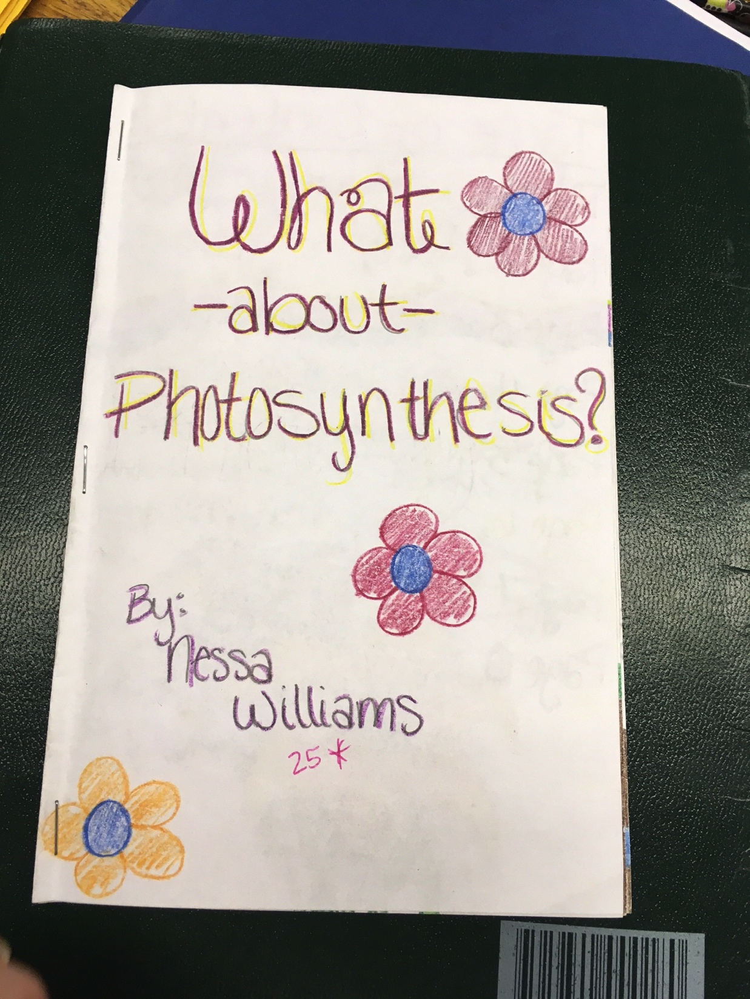 What
-about-
Photosynthesis?
By:
Nessa
Williams
25*